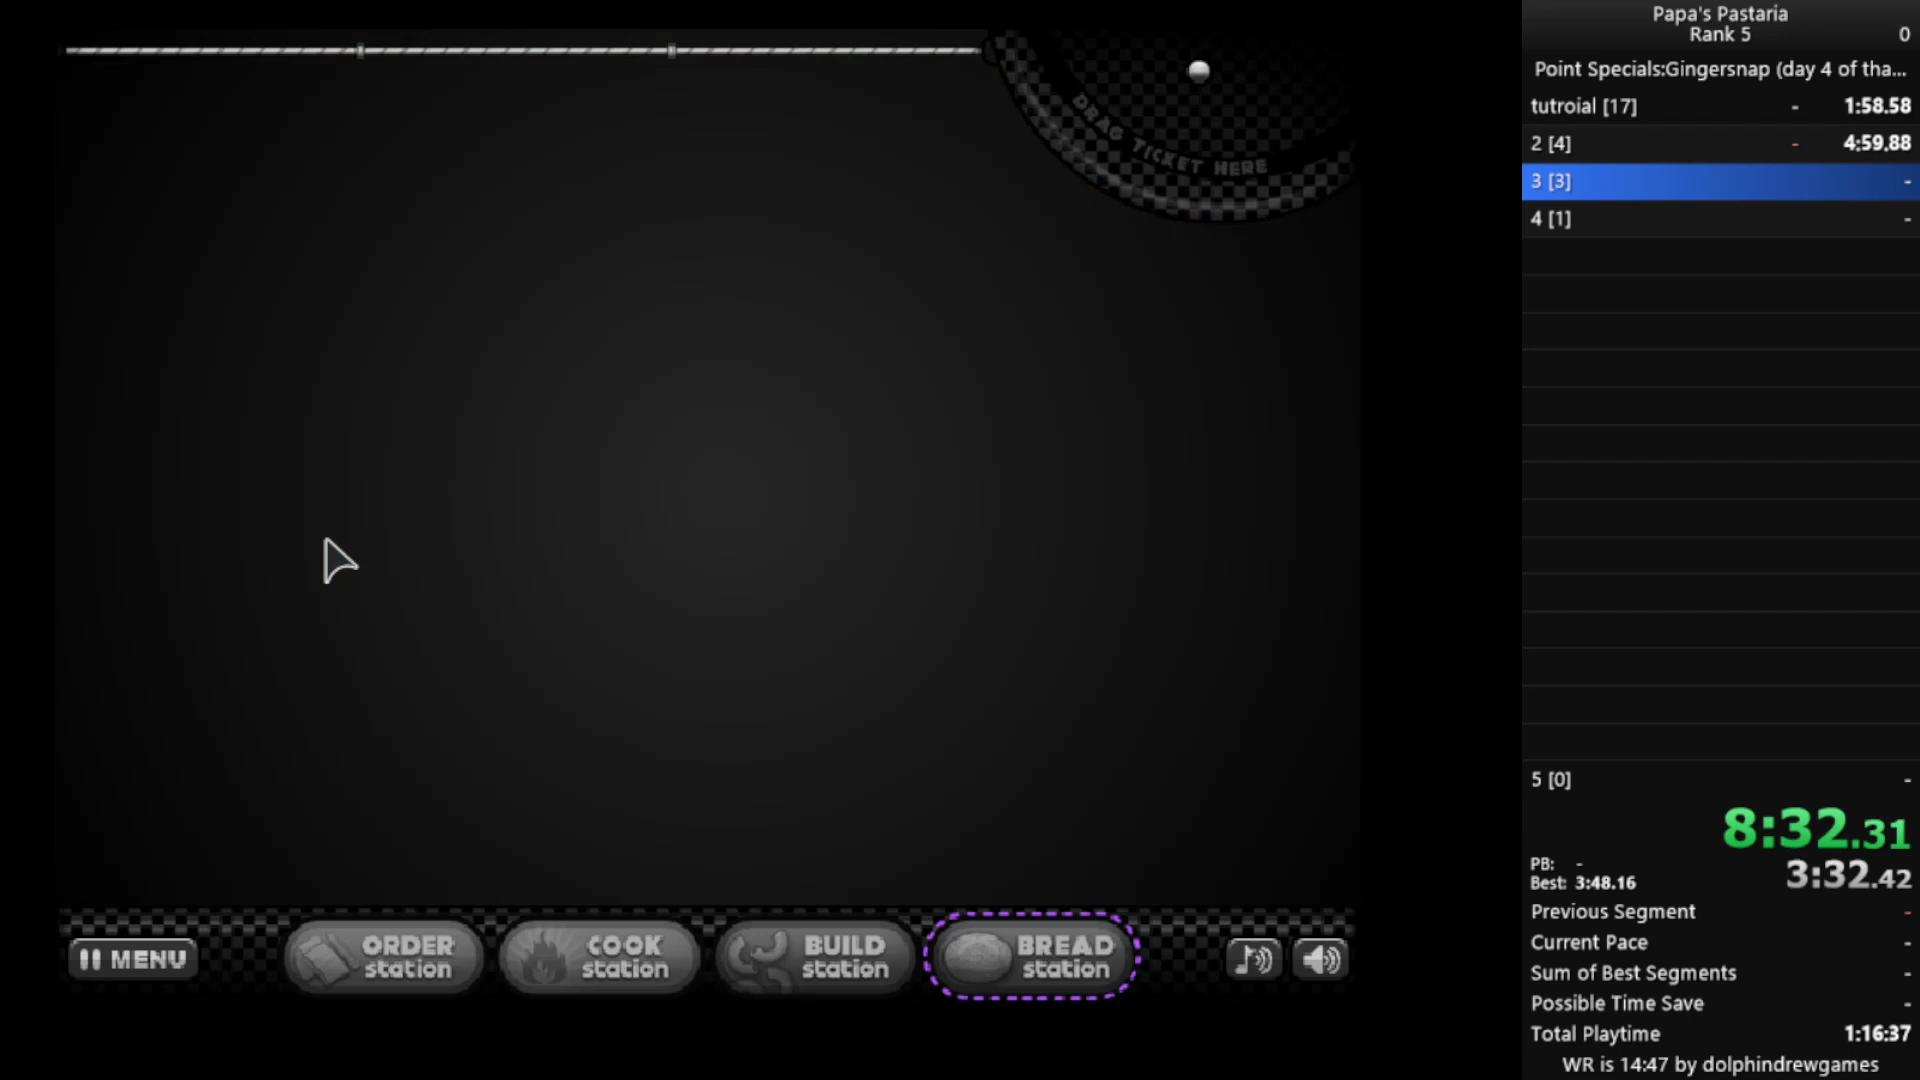 DRAG TICKET HERE
MENU
ORDER station
COOK station
BUILD station
BREAD station
Papa's Pastaria
Rank 5 0
Point Specials:Gingersnap (day 4 of tha...
tutroial [17] - 1:58.58
2 [4] - 4:59.88
3 [3] -
4 [1] -
5 [0] -
8:32.31
PB: -
3:32.42
Best: 3:48.16
Previous Segment -
Current Pace -
Sum of Best Segments -
Possible Time Save -
Total Playtime 1:16:37
WR is 14:47 by dolphindrewgames